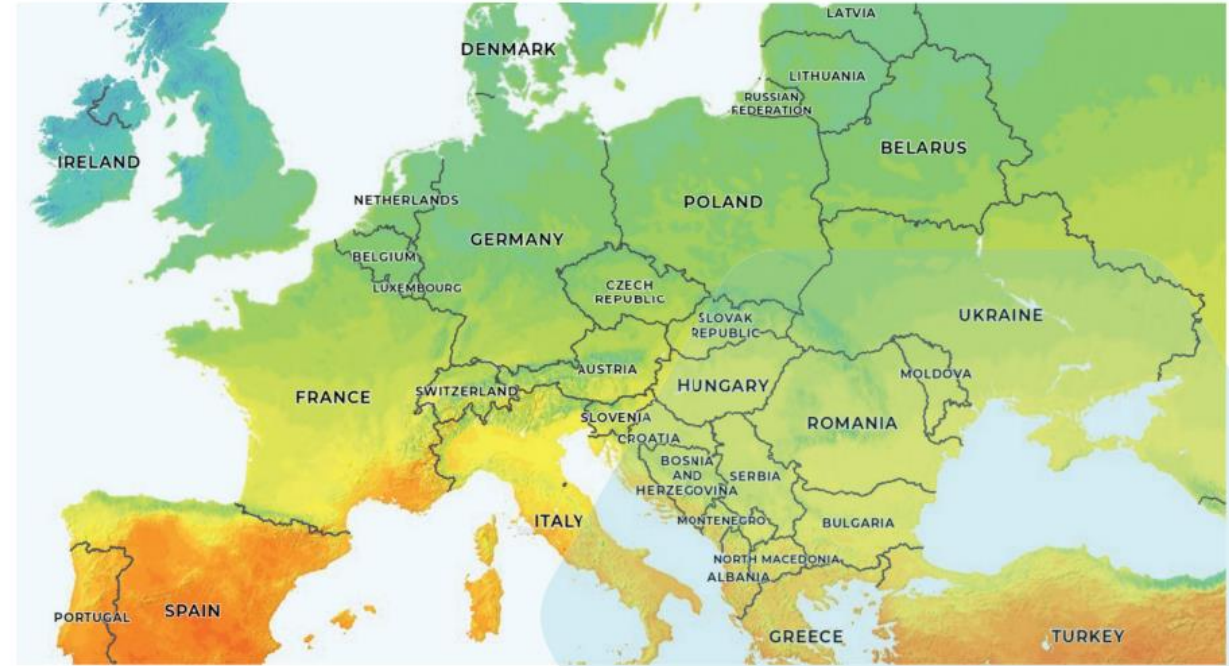 LATVIA
DENMARK
LITHUANIA
RUSSIAN
FEDERATION
BELARUS
IRELAND
NETHERLANDS
POLAND
GERMANY
BELGIUM
LUXEMBOURG
CZECH
REPUBLIC
SLOVAK
REPUBLIC
UKRAINE
AUSTRIA
MOLDOVA
HUNGARY
SWITZERLAND
FRANCE
SLOVENIA
ROMANIA
CROATIA
BOSNIA
AND
HERZEGOVINA
SERBIA
ITALY
MONTENEGRO
BULGARIA
NORTH MACEDONIA
ALBANIA
SPAIN
PORTUGAL
GREECE
TURKEY